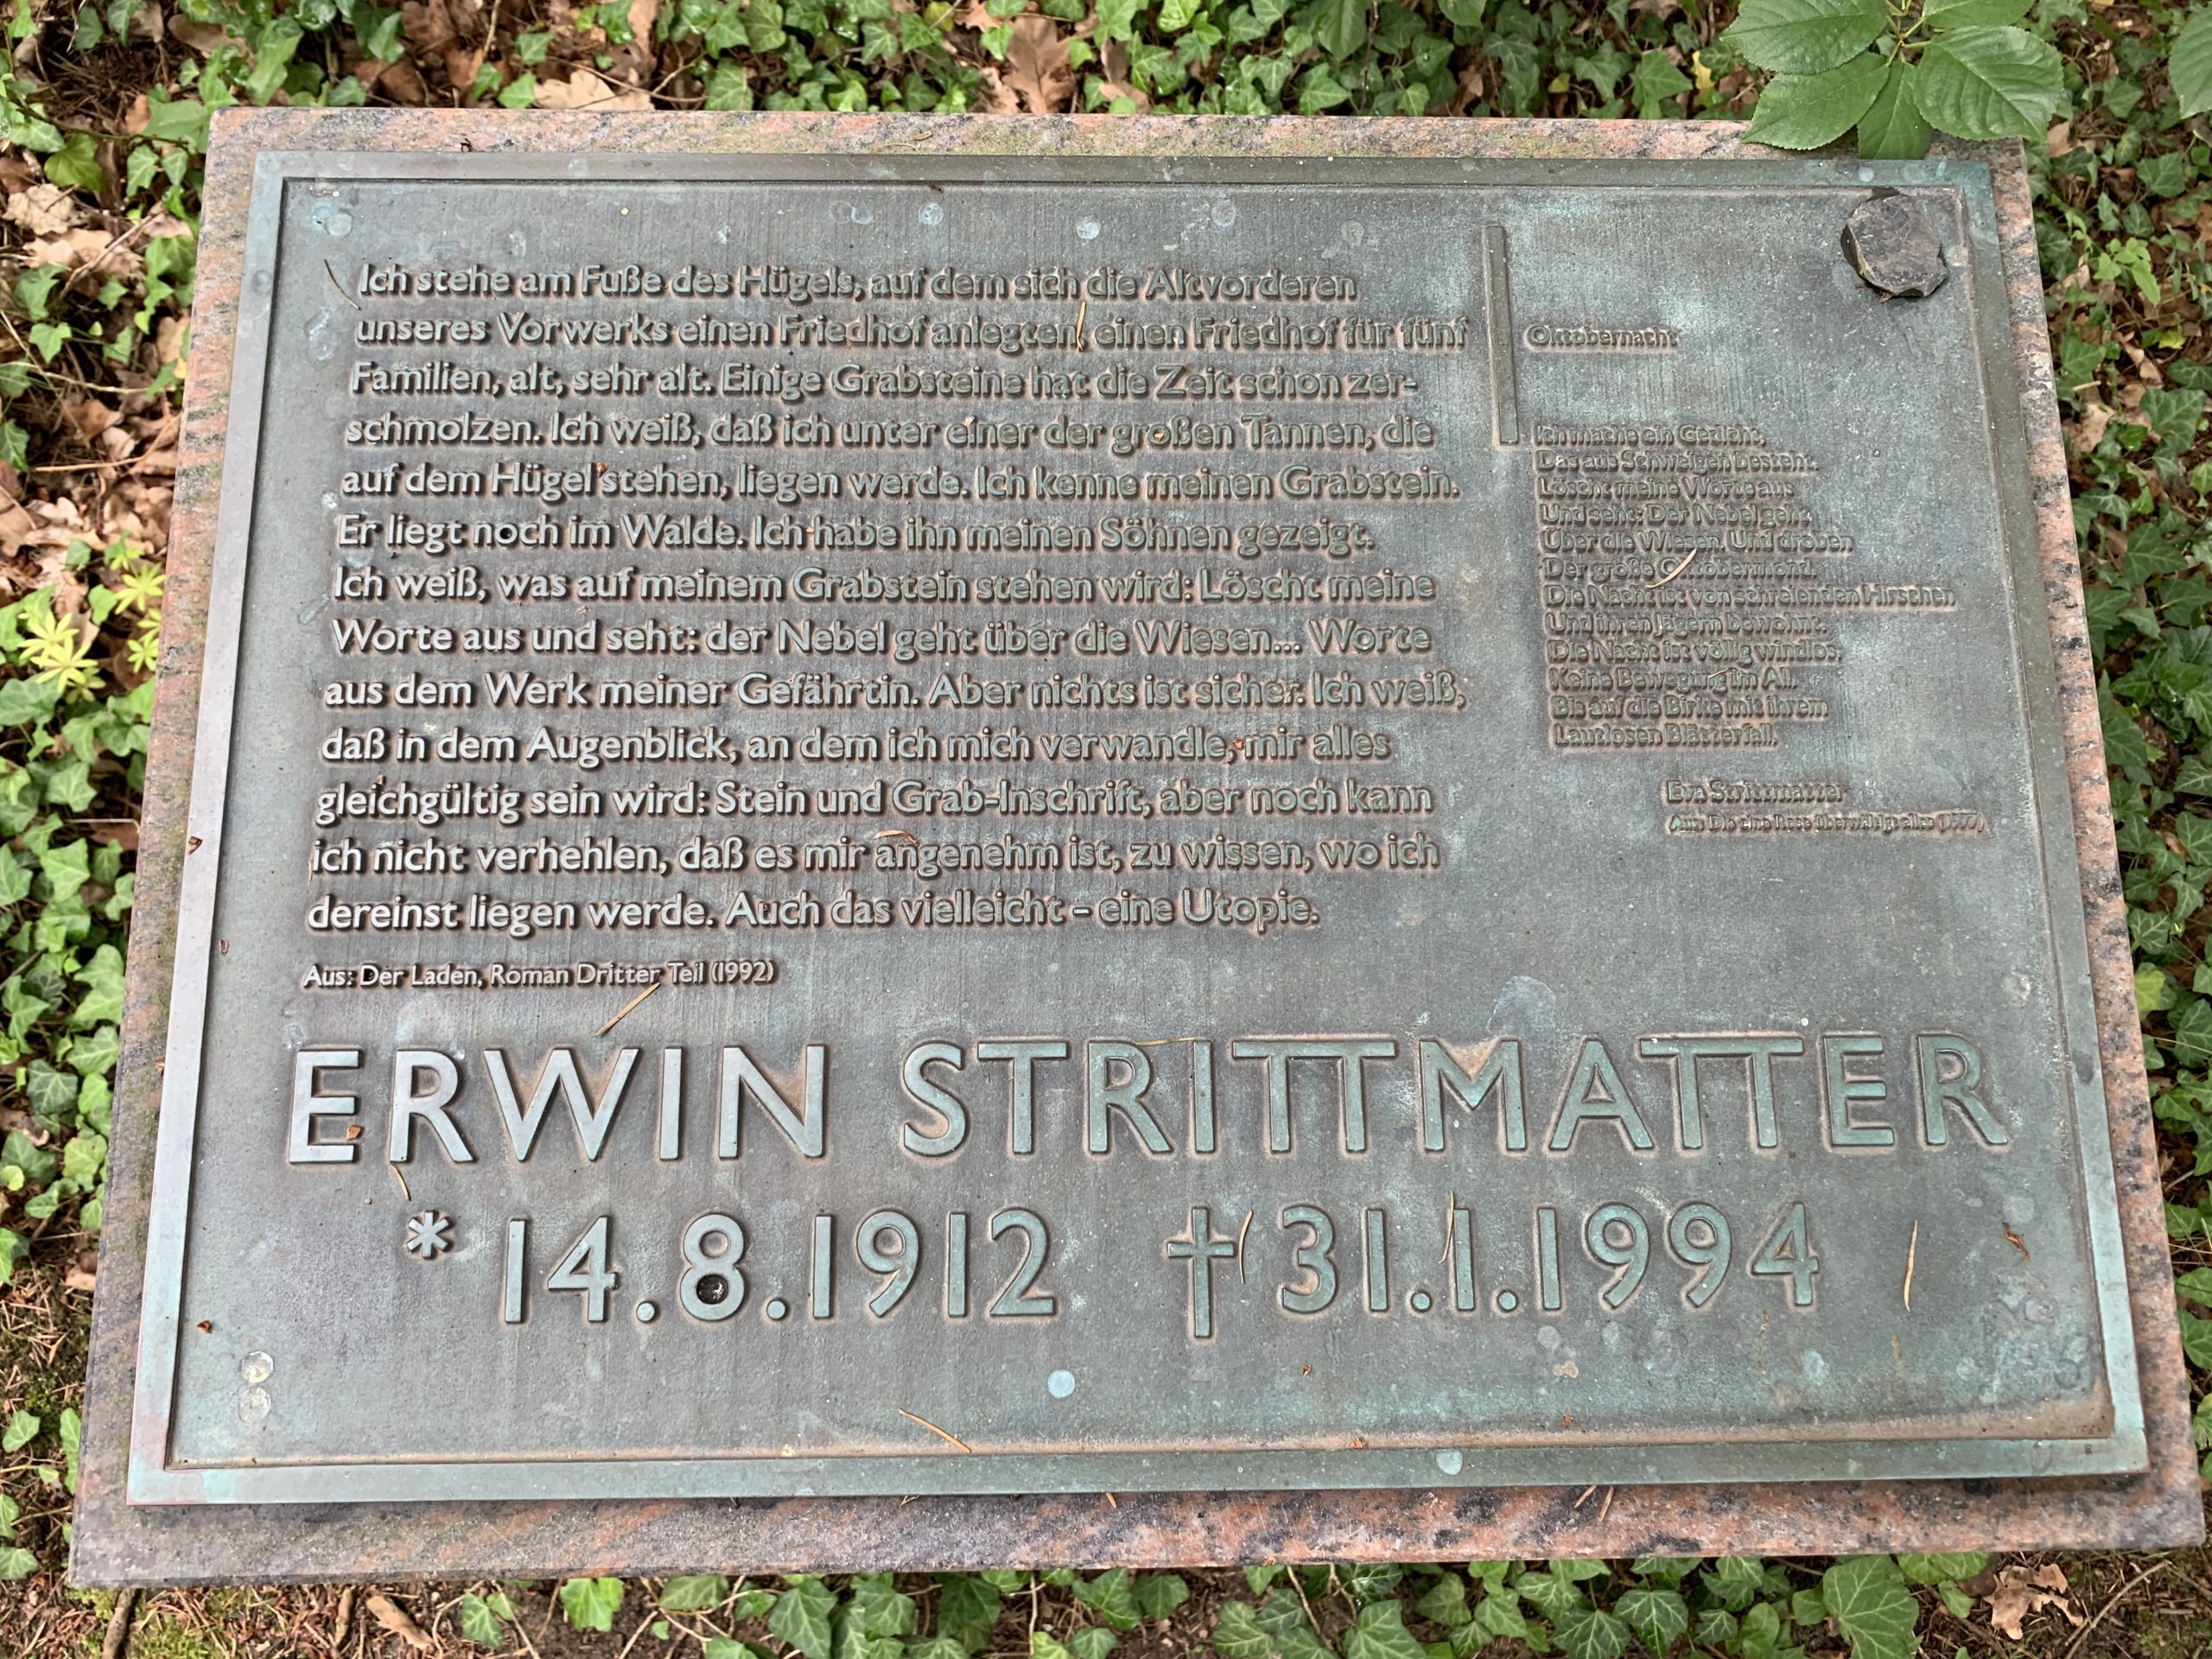 Ich stehe am Fuße des Hügels, auf dem sich die Altvorderen
unseres Vorwerks einen Friedhof anlegten, einen Friedhof für fünf
Familien, alt, sehr alt. Einige Grabsteine hat die Zeit schon zer-
schmolzen. Ich weiß, daß ich unter einer der großen Tannen, die
auf dem Hügel stehen, liegen werde. Ich kenne meinen Grabstein.
Er liegt noch im Walde. Ich habe ihn meinen Söhnen gezeigt.
Ich weiß, was auf meinem Grabstein stehen wird: Löscht meine
Worte aus und seht: der Nebel geht über die Wiesen... Worte
aus dem Werk meiner Gefährtin. Aber nichts ist sicher. Ich weiß,
daß in dem Augenblick, an dem ich mich verwandle, mir alles
gleichgültig sein wird: Stein und Grab-Inschrift, aber noch kann
ich nicht verhehlen, daß es mir angenehm ist, zu wissen, wo ich
dereinst liegen werde. Auch das vielleicht – eine Utopie.
Aus: Der Laden, Roman Dritter Teil (1992)
Oktobernacht
Ich mache ein Gedicht,
Das aus Schweigen besteht.
Löscht meine Worte aus
Und seht: Der Nebel geht
Über die Wiesen. Und droben
Der große Oktobermond.
Die Nacht ist von schreienden Hirschen
Und ihren Jägern bewohnt.
Die Nacht ist völlig windlos.
Keine Bewegung im All.
Bis auf die Birke mit ihrem
Lautlosen Blätterfall.
Eva Strittmatter
Aus: Die eine Rose überwältigt alles (1977)
ERWIN STRITTMATTER
* 14.8.1912 † 31.1.1994